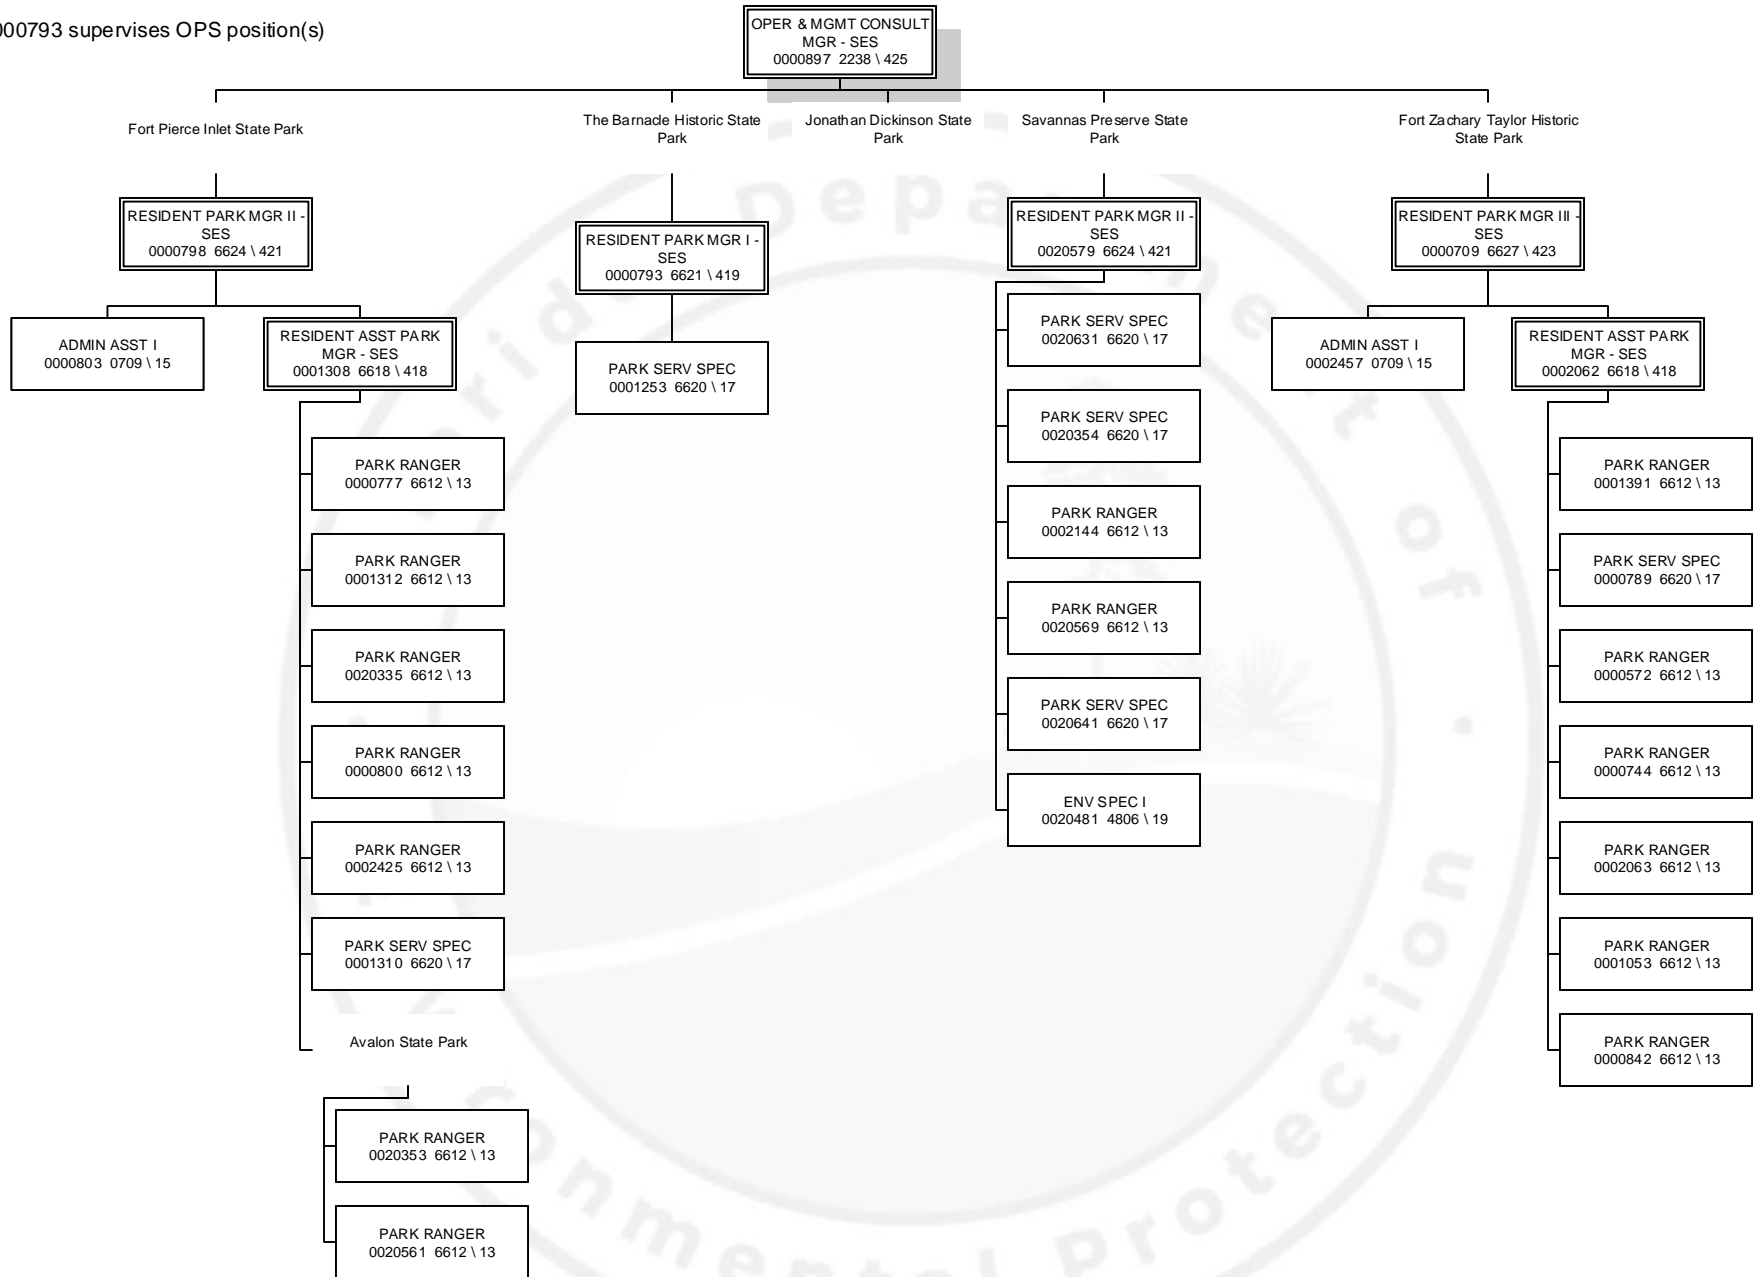 000793 supervises OPS position(s)
OPER & MGMT CONSULT
MGR - SES
0000897 2238 \ 425
Fort Pierce Inlet State Park
The Barnacle Historic State
Park
Jonathan Dickinson State
Park
Savannas Preserve State
Park
Fort Zachary Taylor Historic
State Park
RESIDENT PARK MGR II -
SES
0000798 6624 \ 421
RESIDENT PARK MGR I -
SES
0000793 6621 \ 419
RESIDENT PARK MGR II -
SES
0020579 6624 \ 421
RESIDENT PARK MGR III -
SES
0000709 6627 \ 423
ADMIN ASST I
0000803 0709 \ 15
RESIDENT ASST PARK
MGR - SES
0001308 6618 \ 418
PARK RANGER
0000777 6612 \ 13
PARK RANGER
0001312 6612 \ 13
PARK RANGER
0020335 6612 \ 13
PARK RANGER
0000800 6612 \ 13
PARK RANGER
0002425 6612 \ 13
PARK SERV SPEC
0001310 6620 \ 17
Avalon State Park
PARK RANGER
0020353 6612 \ 13
PARK RANGER
0020561 6612 \ 13
PARK SERV SPEC
0001253 6620 \ 17
PARK SERV SPEC
0020631 6620 \ 17
PARK SERV SPEC
0020354 6620 \ 17
PARK RANGER
0002144 6612 \ 13
PARK RANGER
0020569 6612 \ 13
PARK SERV SPEC
0020641 6620 \ 17
ENV SPEC I
0020481 4806 \ 19
ADMIN ASST I
0002457 0709 \ 15
RESIDENT ASST PARK
MGR - SES
0002062 6618 \ 418
PARK RANGER
0001391 6612 \ 13
PARK SERV SPEC
0000789 6620 \ 17
PARK RANGER
0000572 6612 \ 13
PARK RANGER
0000744 6612 \ 13
PARK RANGER
0002063 6612 \ 13
PARK RANGER
0001053 6612 \ 13
PARK RANGER
0000842 6612 \ 13